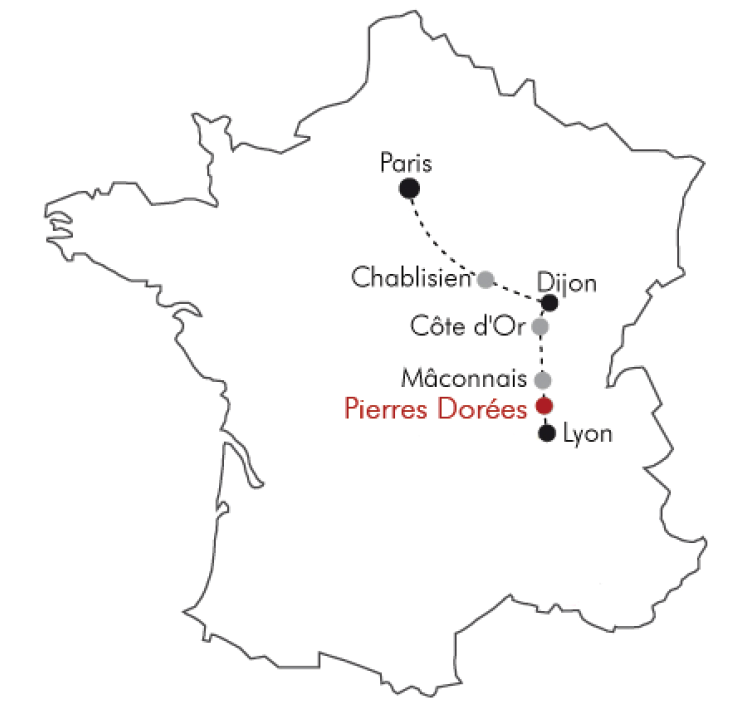 Paris
Chablisien
Dijon
Côte d'Or
Mâconnais
Pierres Dorées
Lyon